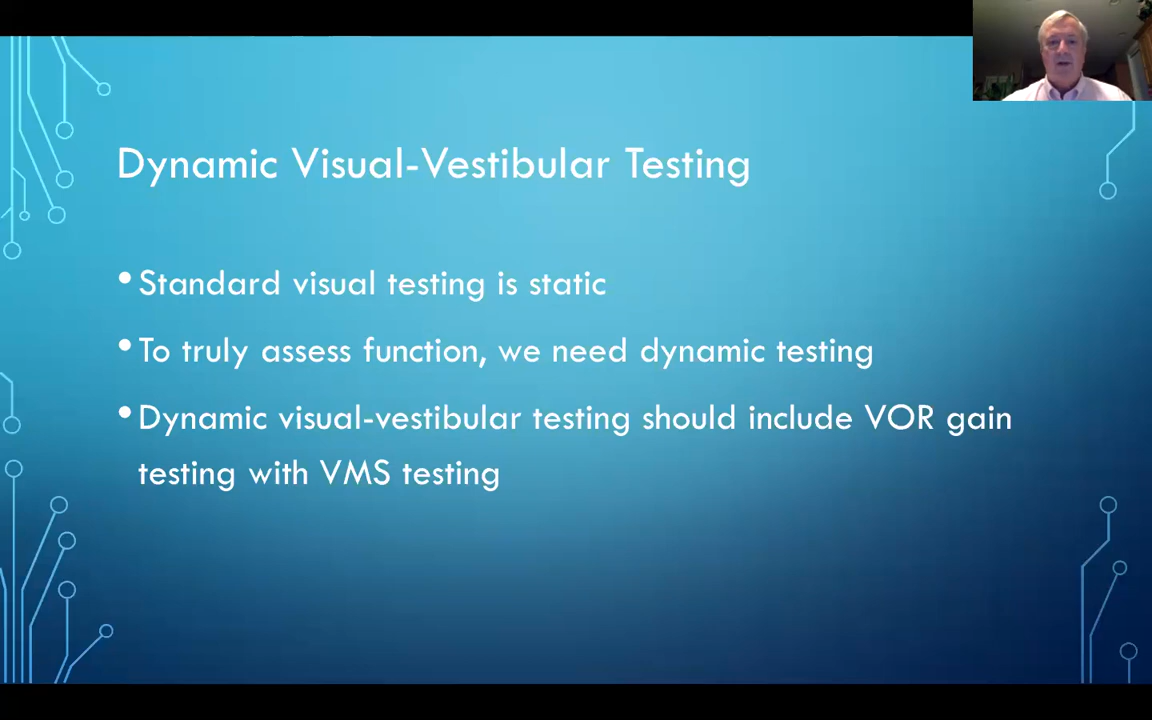 Dynamic Visual-Vestibular Testing
•Standard visual testing is static
•To truly assess function, we need dynamic testing
•Dynamic visual-vestibular testing should include VOR gain
testing with VMS testing